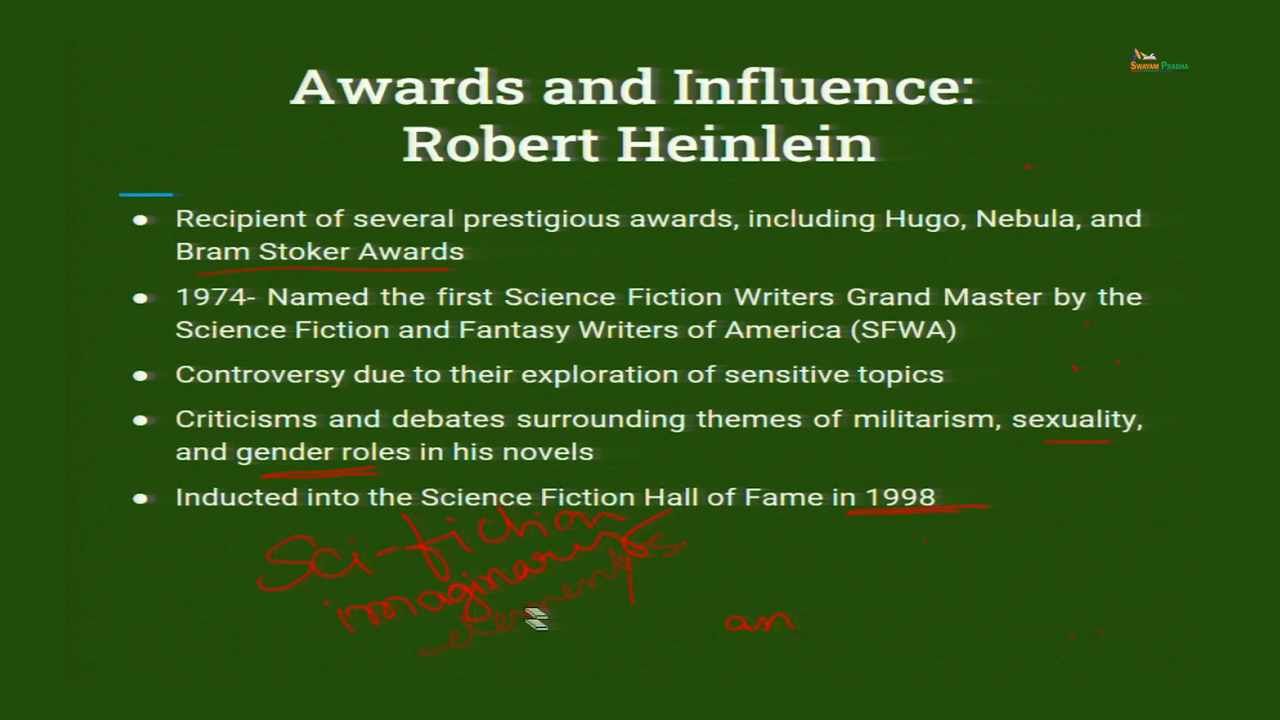 SWAYAM PRABHA
Awards and Influence:
Robert Heinlein
● Recipient of several prestigious awards, including Hugo, Nebula, and
Bram Stoker Awards
● 1974- Named the first Science Fiction Writers Grand Master by the
Science Fiction and Fantasy Writers of America (SFWA)
● Controversy due to their exploration of sensitive topics
● Criticisms and debates surrounding themes of militarism, sexuality,
and gender roles in his novels
● Inducted into the Science Fiction Hall of Fame in 1998
Sci-fiction
imaginary
elements.
an